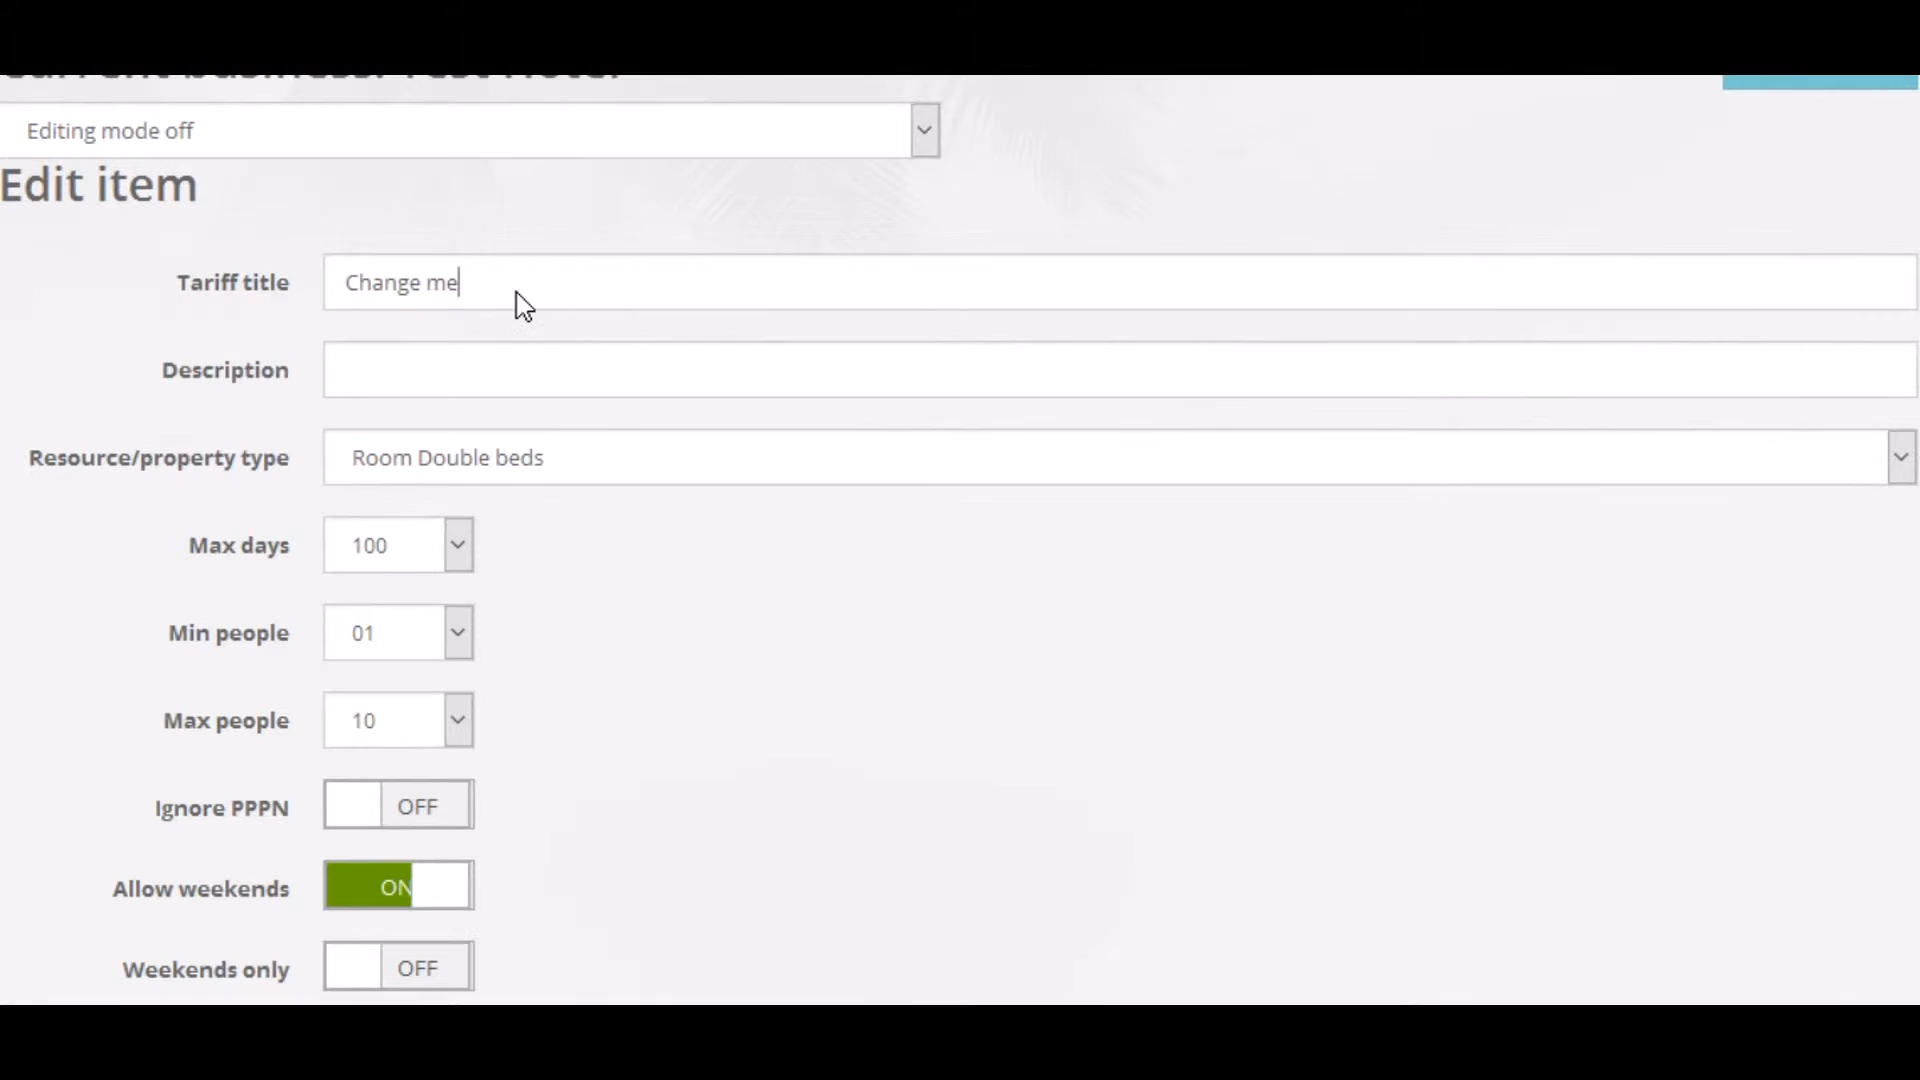 Editing mode off
Edit item
Tariff title Change me
Description
Resource/property type Room Double beds
Max days 100
Min people 01
Max people 10
Ignore PPPN OFF
Allow weekends ON
Weekends only OFF